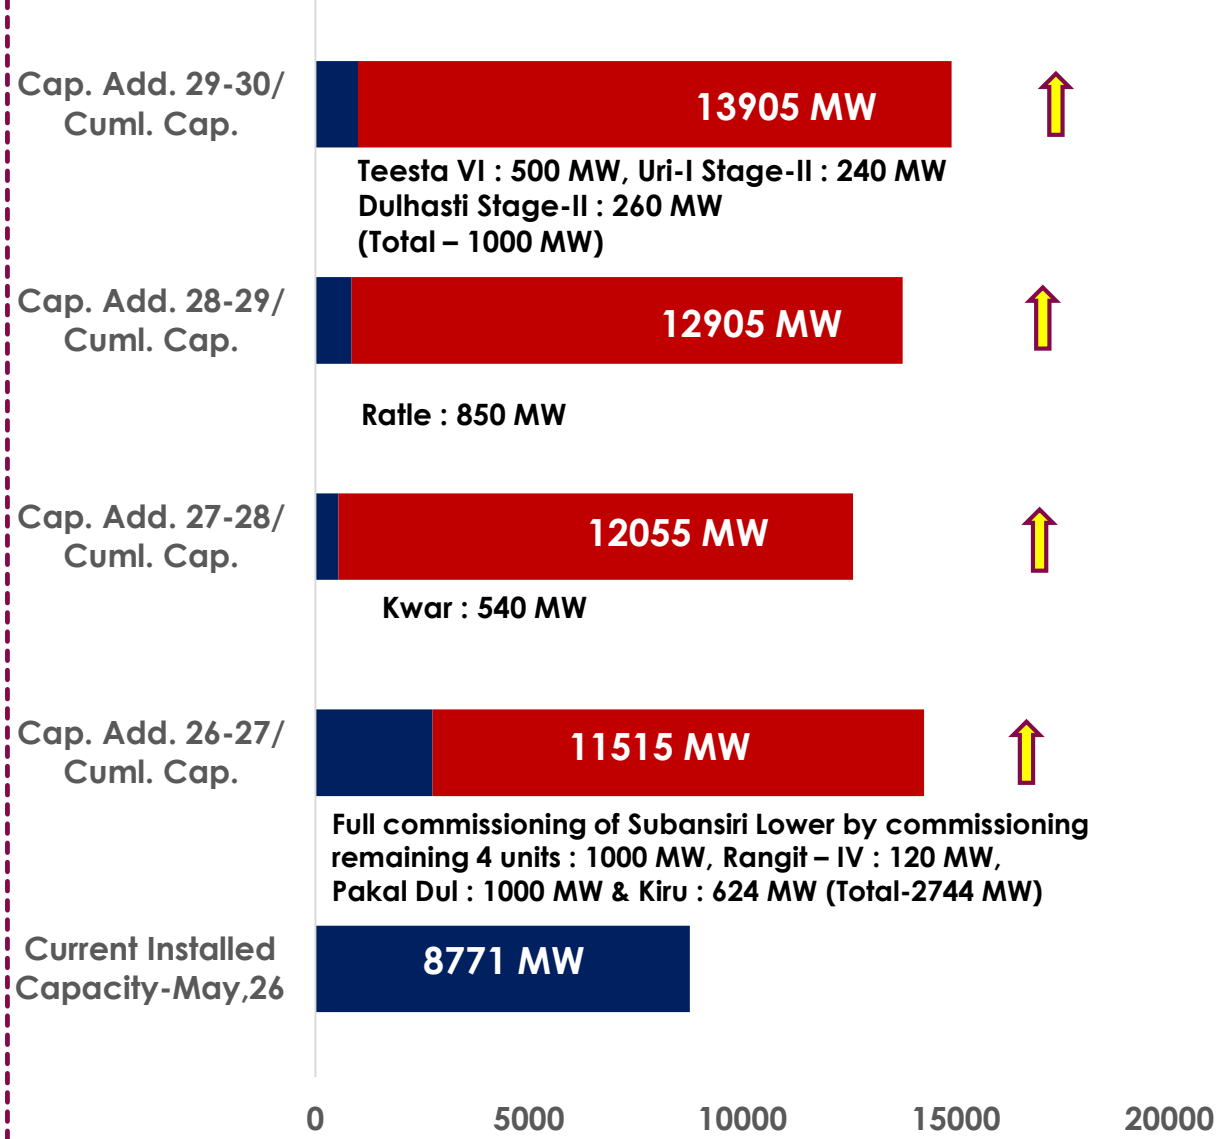 Cap. Add. 29-30/
Cuml. Cap.
13905 MW
Teesta VI : 500 MW, Uri-I Stage-II : 240 MW
Dulhasti Stage-II : 260 MW
(Total – 1000 MW)
Cap. Add. 28-29/
Cuml. Cap.
12905 MW
Ratle : 850 MW
Cap. Add. 27-28/
Cuml. Cap.
12055 MW
Kwar : 540 MW
Cap. Add. 26-27/
Cuml. Cap.
11515 MW
Full commissioning of Subansiri Lower by commissioning
remaining 4 units : 1000 MW, Rangit – IV : 120 MW,
Pakal Dul : 1000 MW & Kiru : 624 MW (Total-2744 MW)
Current Installed
Capacity-May,26
8771 MW
0 5000 10000 15000 20000